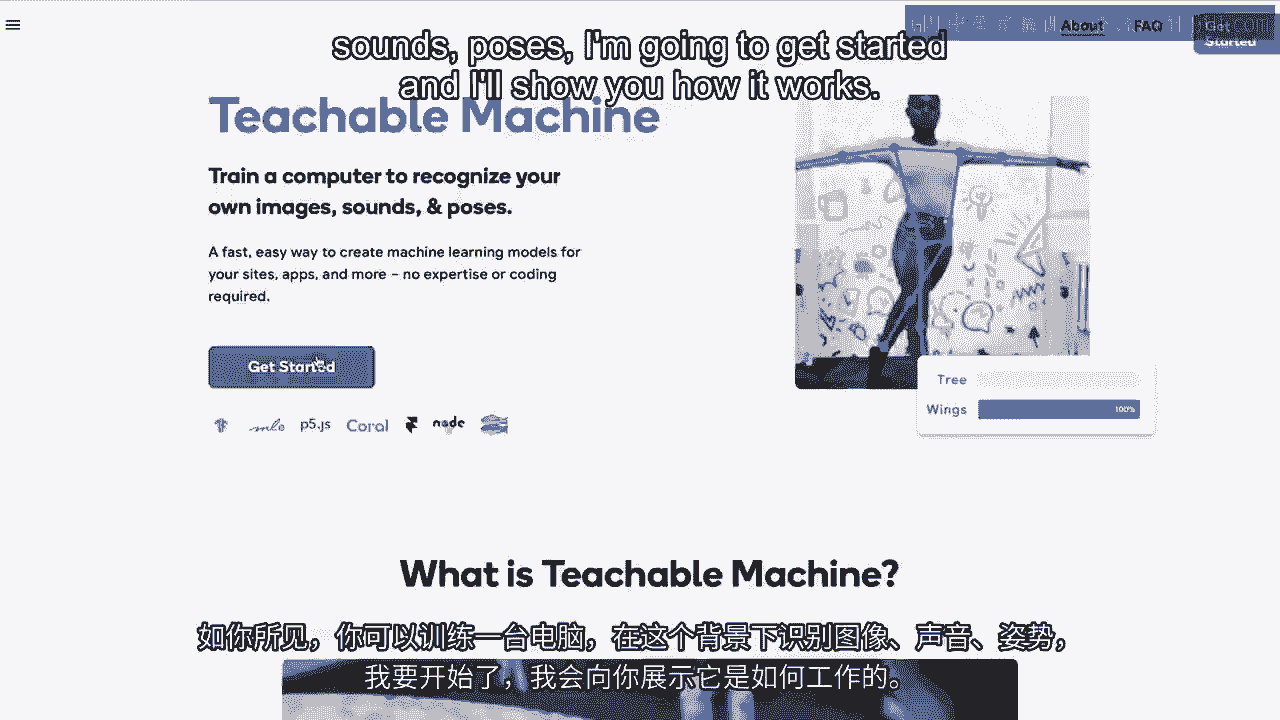 About FAQ Get Started
sounds, poses, I'm going to get started
and I'll show you how it works.
Teachable Machine
Train a computer to recognize your
own images, sounds, & poses.
A fast, easy way to create machine learning models for
your sites, apps, and more – no expertise or coding
required.
Get Started
p5.js Coral node
Tree
Wings 100%
What is Teachable Machine?
如你所见，你可以训练一台电脑，在这个背景下识别图像、声音、姿势，
我要开始了，我会向你展示它是如何工作的。